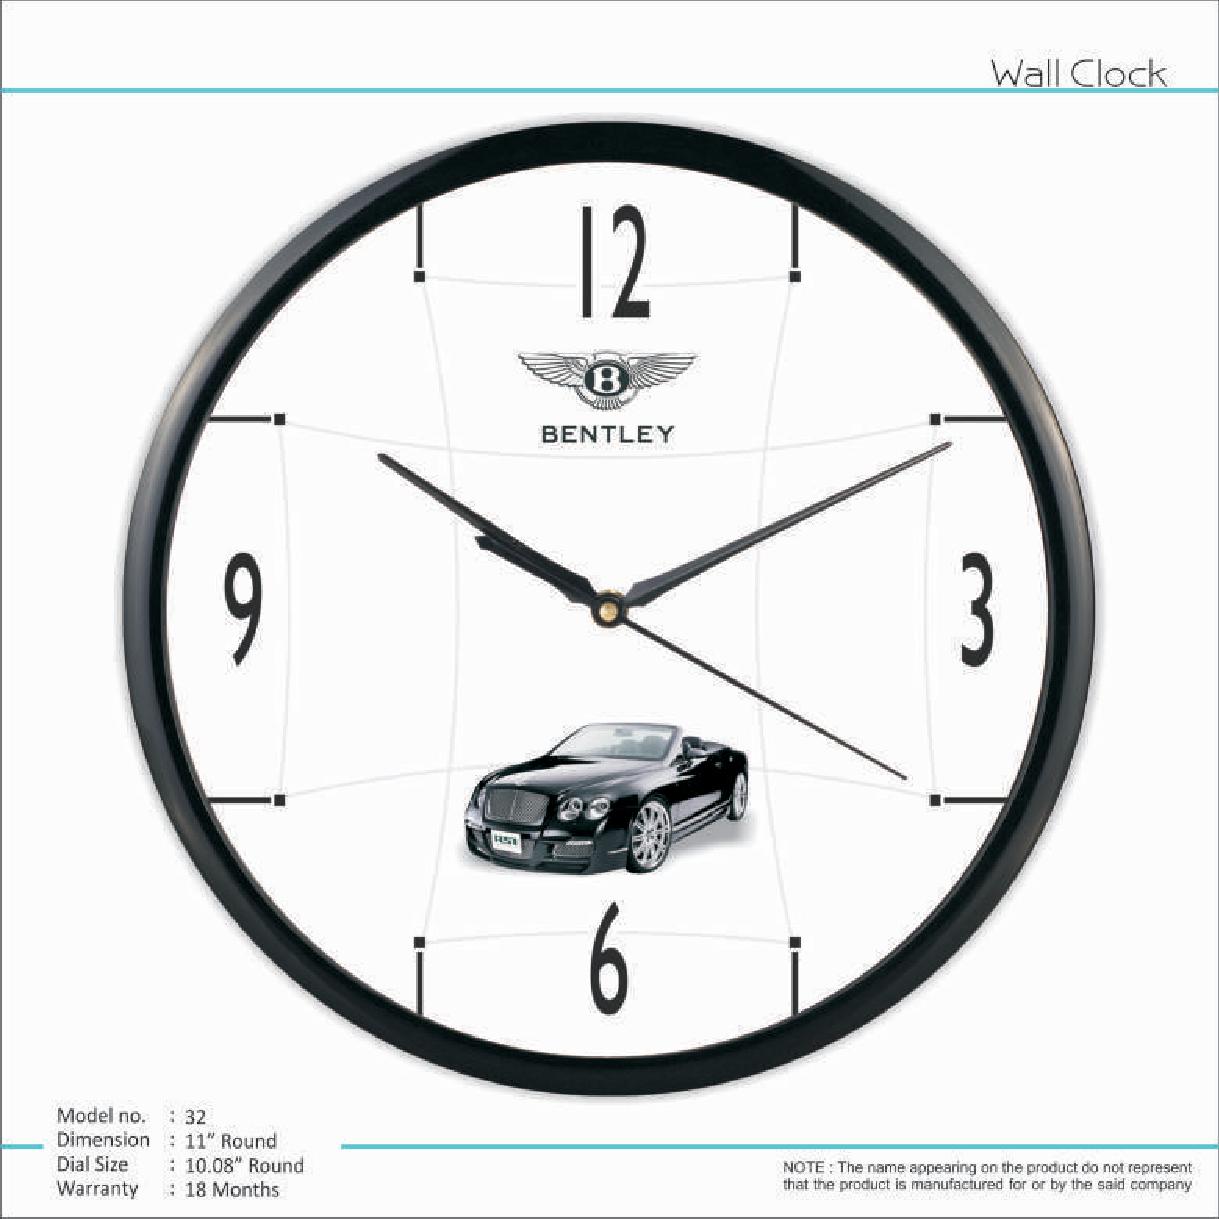 Wall Clock
12
B
BENTLEY
9
3
6
Model no. : 32
Dimension : 11" Round
Dial Size : 10.08" Round
Warranty : 18 Months
NOTE : The name appearing on the product do not represent
that the product is manufactured for or by the said company